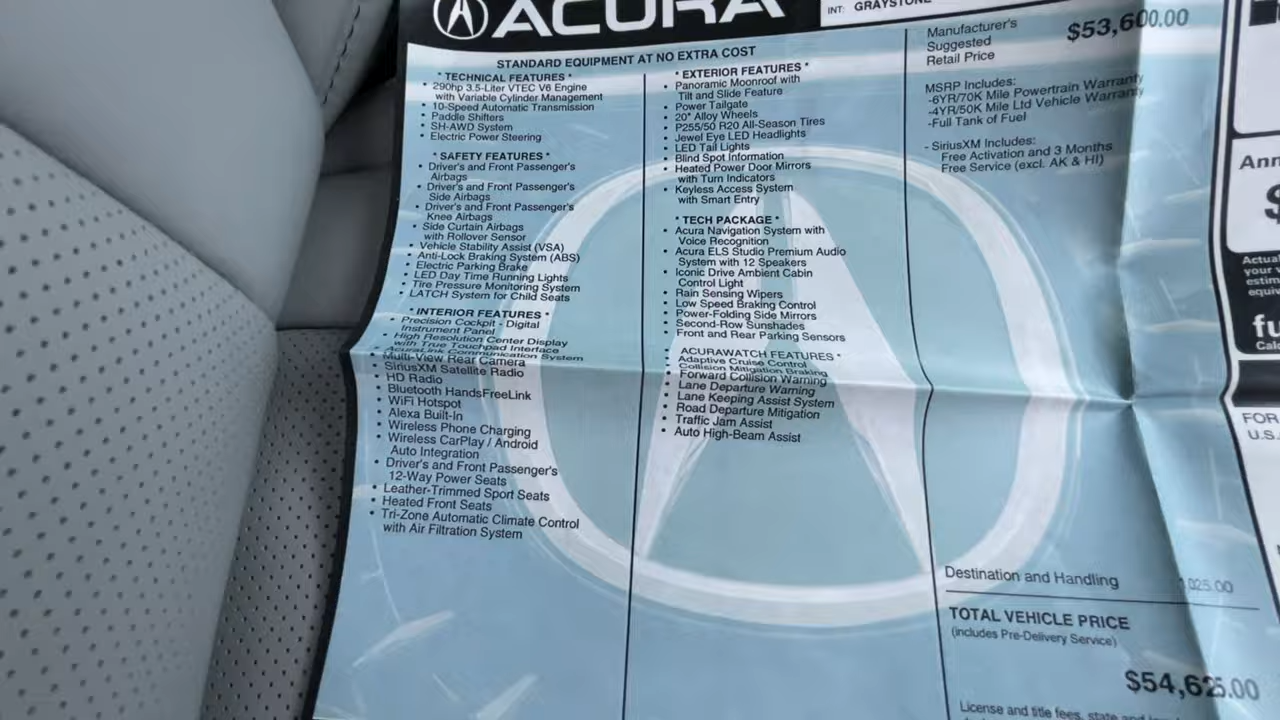 ACURA
INT: GRAYSTONE
STANDARD EQUIPMENT AT NO EXTRA COST
* TECHNICAL FEATURES *
• 290hp 3.5-Liter VTEC V6 Engine
with Variable Cylinder Management
• 10-Speed Automatic Transmission
• Paddle Shifters
• SH-AWD System
• Electric Power Steering
* SAFETY FEATURES *
• Driver's and Front Passenger's
Airbags
• Driver's and Front Passenger's
Side Airbags
• Driver's and Front Passenger's
Knee Airbags
• Side Curtain Airbags
with Rollover Sensor
• Vehicle Stability Assist (VSA)
• Anti-Lock Braking System (ABS)
• Electric Parking Brake
• LED Day Time Running Lights
• Tire Pressure Monitoring System
• LATCH System for Child Seats
* INTERIOR FEATURES *
• Precision Cockpit - Digital
Instrument Panel
• High Resolution Center Display
with True Touchpad Interface
• AcuraLink Communication System
• Multi-View Rear Camera
• SiriusXM Satellite Radio
• HD Radio
• Bluetooth HandsFreeLink
• WiFi Hotspot
• Alexa Built-In
• Wireless Phone Charging
• Wireless CarPlay / Android
Auto Integration
• Driver's and Front Passenger's
12-Way Power Seats
• Leather-Trimmed Sport Seats
• Heated Front Seats
• Tri-Zone Automatic Climate Control
with Air Filtration System
* EXTERIOR FEATURES *
• Panoramic Moonroof with
Tilt and Slide Feature
• Power Tailgate
• 20" Alloy Wheels
• P255/50 R20 All-Season Tires
• Jewel Eye LED Headlights
• LED Tail Lights
• Blind Spot Information
• Heated Power Door Mirrors
with Turn Indicators
• Keyless Access System
with Smart Entry
* TECH PACKAGE *
• Acura Navigation System with
Voice Recognition
• Acura ELS Studio Premium Audio
System with 12 Speakers
• Iconic Drive Ambient Cabin
Control Light
• Rain Sensing Wipers
• Low Speed Braking Control
• Power-Folding Side Mirrors
• Second-Row Sunshades
• Front and Rear Parking Sensors
ACURAWATCH FEATURES *
• Adaptive Cruise Control
• Collision Mitigation Braking
• Forward Collision Warning
• Lane Departure Warning
• Lane Keeping Assist System
• Road Departure Mitigation
• Traffic Jam Assist
• Auto High-Beam Assist
Manufacturer's $53,600.00
Suggested
Retail Price
MSRP Includes:
-6YR/70K Mile Powertrain Warranty
-4YR/50K Mile Ltd Vehicle Warranty
-Full Tank of Fuel
- SiriusXM Includes:
Free Activation and 3 Months
Free Service (excl. AK & HI)
Destination and Handling 1,025.00
TOTAL VEHICLE PRICE
(includes Pre-Delivery Service)
$54,625.00
License and title fees, state and
Ann
$
Actua
your
estim
equiv
fu
Calc
FOR
U.S.